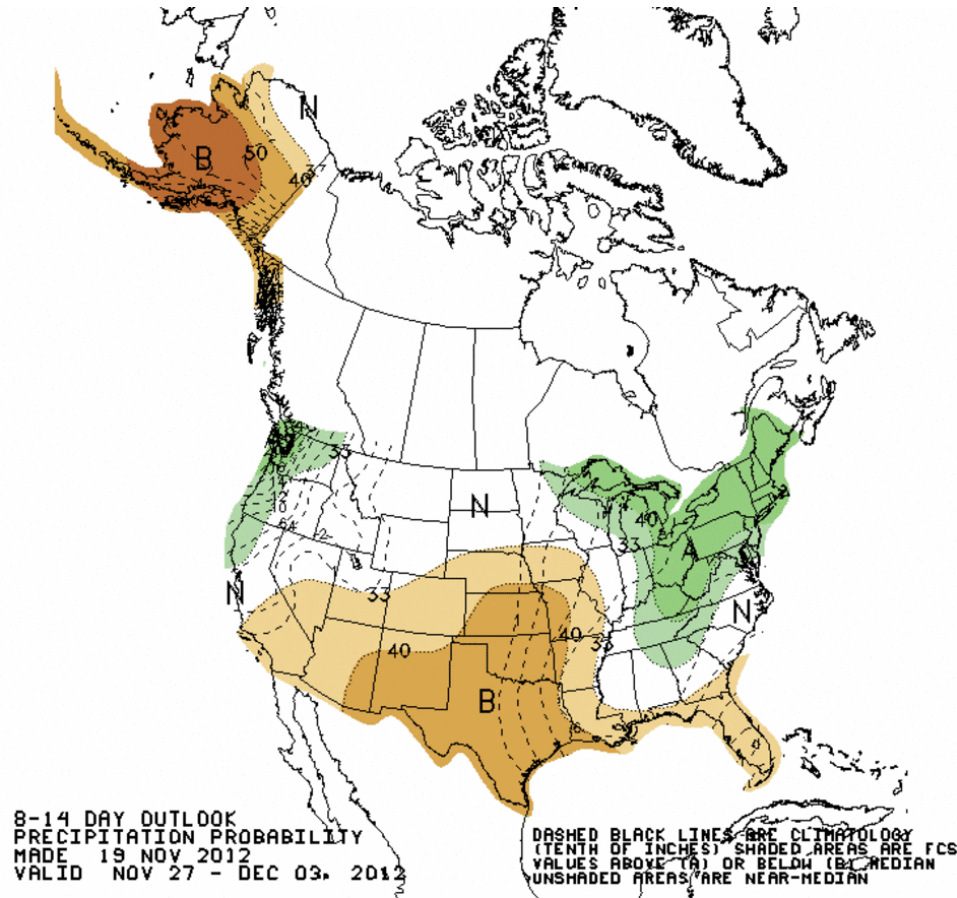 N
B
50
40
33
N
40
33
A
N
33
N
40
40
33
B
8-14 DAY OUTLOOK
PRECIPITATION PROBABILITY
MADE 19 NOV 2012
VALID NOV 27 - DEC 03, 2012
DASHED BLACK LINES ARE CLIMATOLOGY
(TENTH OF INCHES) SHADED AREAS ARE FCS
VALUES ABOVE (A) OR BELOW (B) MEDIAN
UNSHADED AREAS ARE NEAR-MEDIAN